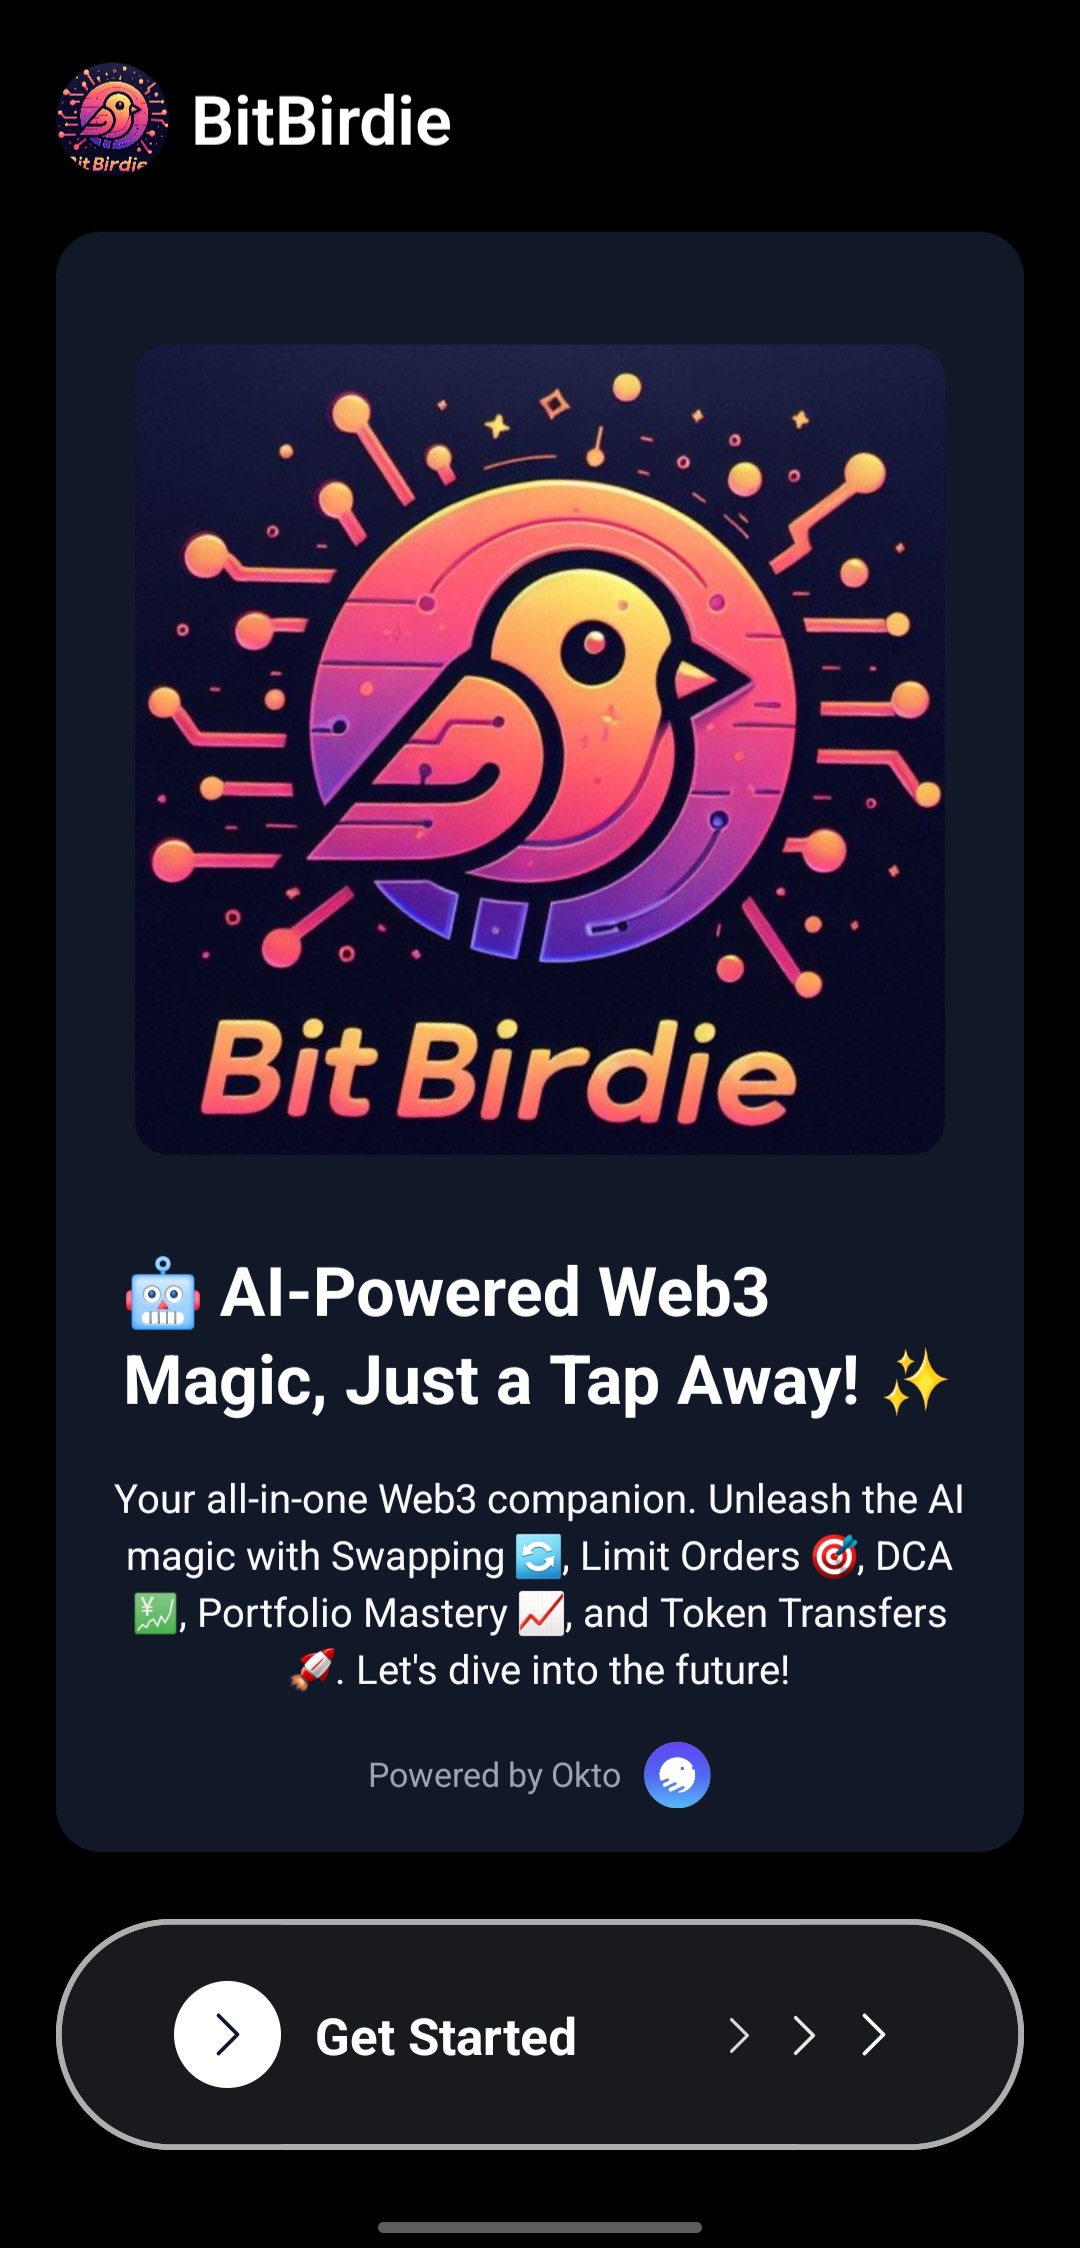 BitBirdie
BitBirdie
Bit Birdie
🤖 AI-Powered Web3
Magic, Just a Tap Away! ✨
Your all-in-one Web3 companion. Unleash the AI
magic with Swapping 🔄, Limit Orders 🎯, DCA
💹, Portfolio Mastery 📈, and Token Transfers
🚀. Let's dive into the future!
Powered by Okto
Get Started